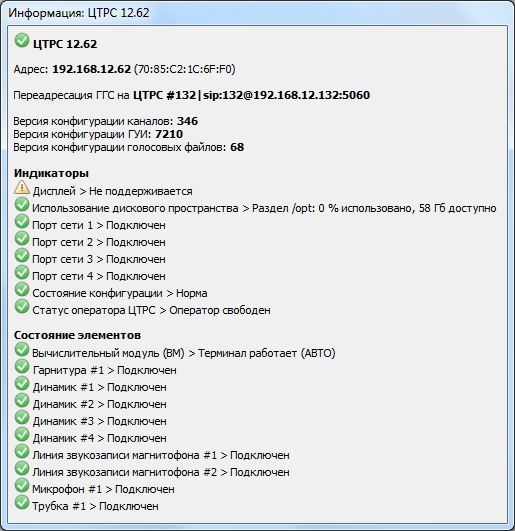 Информация: ЦТРС 12.62
ЦТРС 12.62
Адрес: 192.168.12.62 (70:85:C2:1C:6F:F0)
Переадресация ГГС на ЦТРС #132|sip:132@192.168.12.132:5060
Версия конфигурации каналов: 346
Версия конфигурации ГУИ: 7210
Версия конфигурации голосовых файлов: 68
Индикаторы
Дисплей > Не поддерживается
Использование дискового пространства > Раздел /opt: 0 % использовано, 58 Гб доступно
Порт сети 1 > Подключен
Порт сети 2 > Подключен
Порт сети 3 > Подключен
Порт сети 4 > Подключен
Состояние конфигурации > Норма
Статус оператора ЦТРС > Оператор свободен
Состояние элементов
Вычислительный модуль (ВМ) > Терминал работает (АВТО)
Гарнитура #1 > Подключен
Динамик #1 > Подключен
Динамик #2 > Подключен
Динамик #3 > Подключен
Динамик #4 > Подключен
Линия звукозаписи магнитофона #1 > Подключен
Линия звукозаписи магнитофона #2 > Подключен
Микрофон #1 > Подключен
Трубка #1 > Подключен